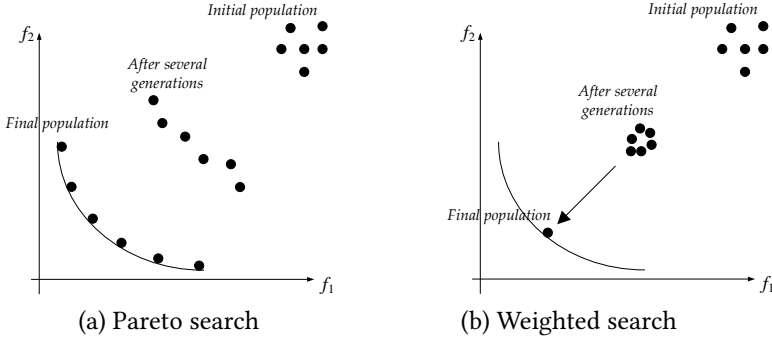 Initial population
f2
After several
generations
Final population
f1
(a) Pareto search
Initial population
f2
After several
generations
Final population
f1
(b) Weighted search